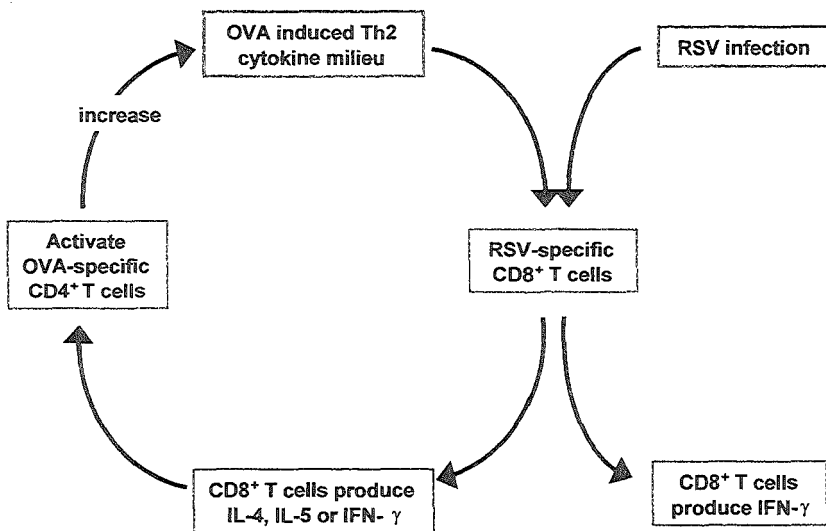 OVA induced Th2
cytokine milieu
RSV infection
increase
Activate
OVA-specific
CD4⁺ T cells
RSV-specific
CD8⁺ T cells
CD8⁺ T cells produce
IL-4, IL-5 or IFN- γ
CD8⁺ T cells
produce IFN-γ